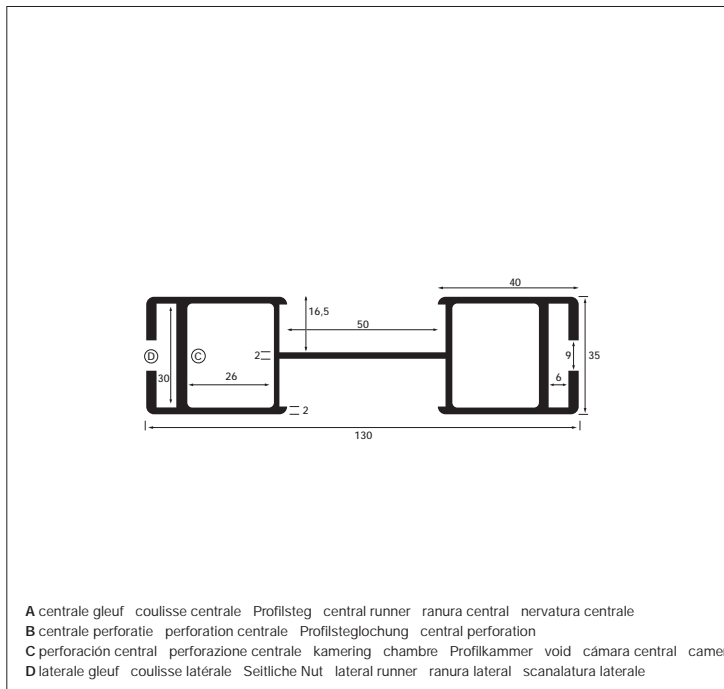 40
16,5
50
D
C
2
9
35
30
26
6
2
130
A centrale gleuf coulisse centrale Profilsteg central runner ranura central nervatura centrale
B centrale perforatie perforation centrale Profilsteglochung central perforation
C perforación central perforazione centrale kamering chambre Profilkammer void cámara central camer
D laterale gleuf coulisse latérale Seitliche Nut lateral runner ranura lateral scanalatura laterale